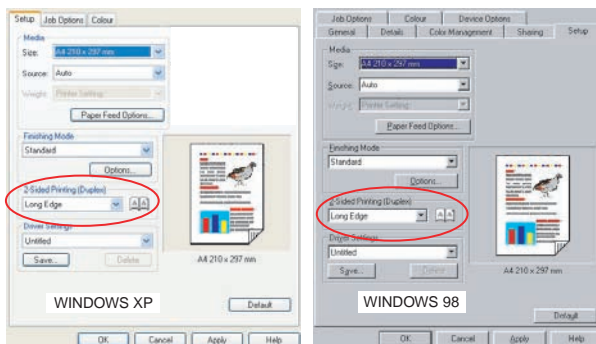 Setup Job Options Colour
Media
Size: A4 210 x 297 mm
Source: Auto
Weight: Printer Setting
Paper Feed Options...
Finishing Mode
Standard
Options...
2-Sided Printing (Duplex)
Long Edge
Driver Settings
Untitled
Save... Delete
A4 210 x 297 mm
WINDOWS XP
Default
OK Cancel Apply Help
Job Options Colour Device Options
General Details Color Management Sharing Setup
Media
Size: A4 210 x 297 mm
Source: Auto
Weight: Printer Setting
Paper Feed Options...
Finishing Mode
Standard
Options...
2-Sided Printing (Duplex)
Long Edge
Driver Settings
Untitled
Save... Delete
A4 210 x 297 mm
WINDOWS 98
Default
OK Cancel Apply Help